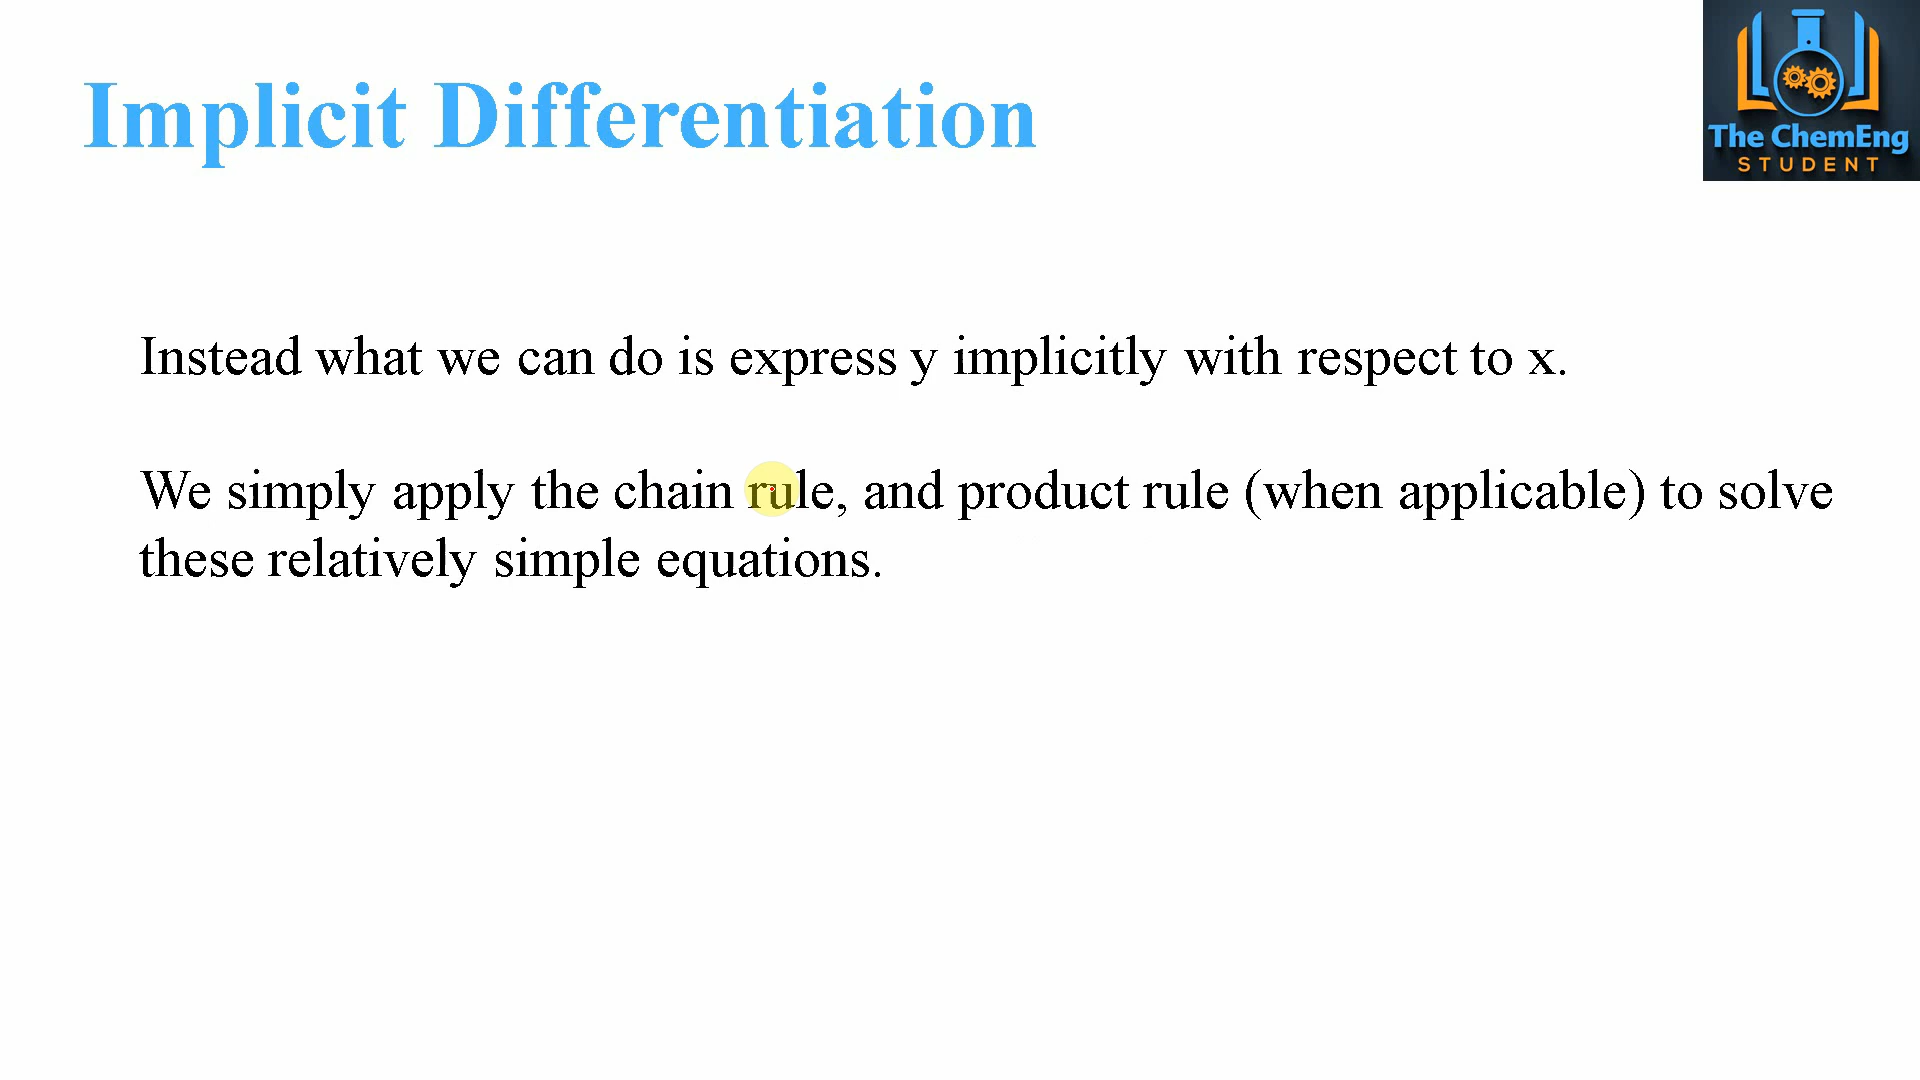 Implicit Differentiation
The ChemEng
STUDENT
Instead what we can do is express y implicitly with respect to x.
We simply apply the chain rule, and product rule (when applicable) to solve
these relatively simple equations.